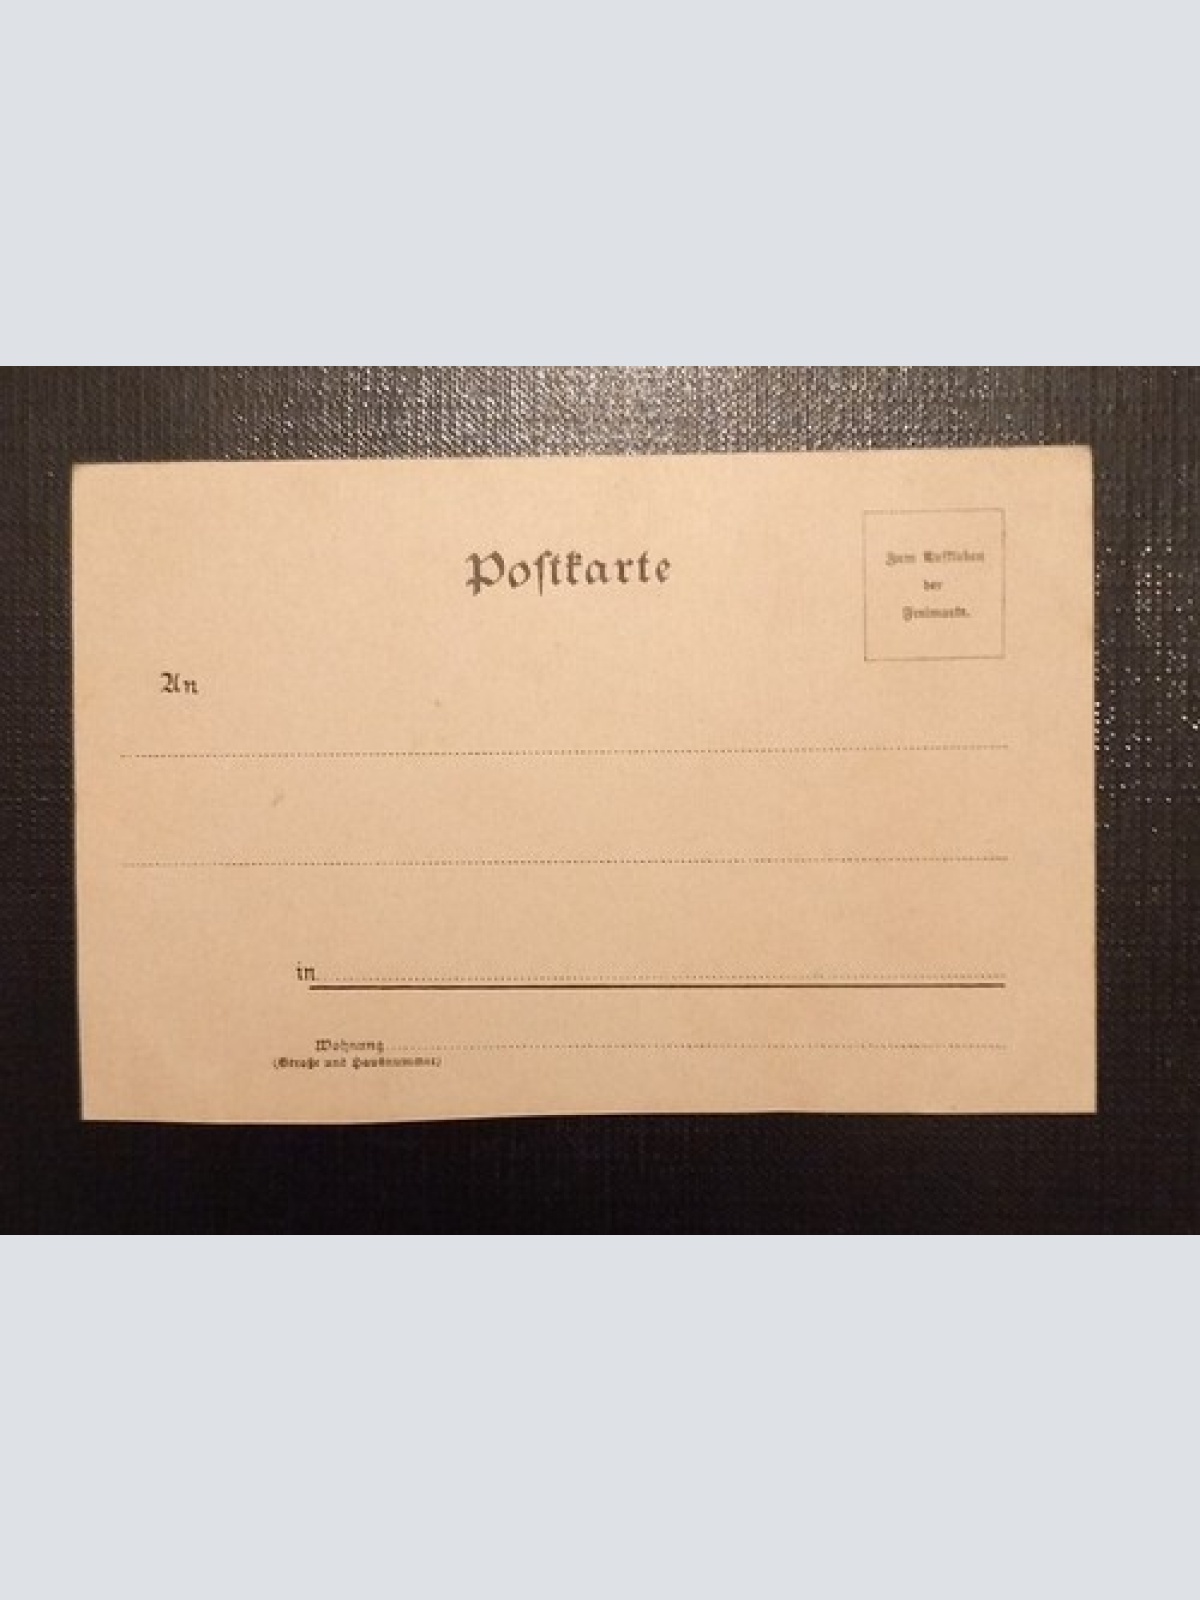 Poſtkarte
Zum Aufkleben
der
Freimarke.
An
in
Wohnung
(Straße und Hausnummer)